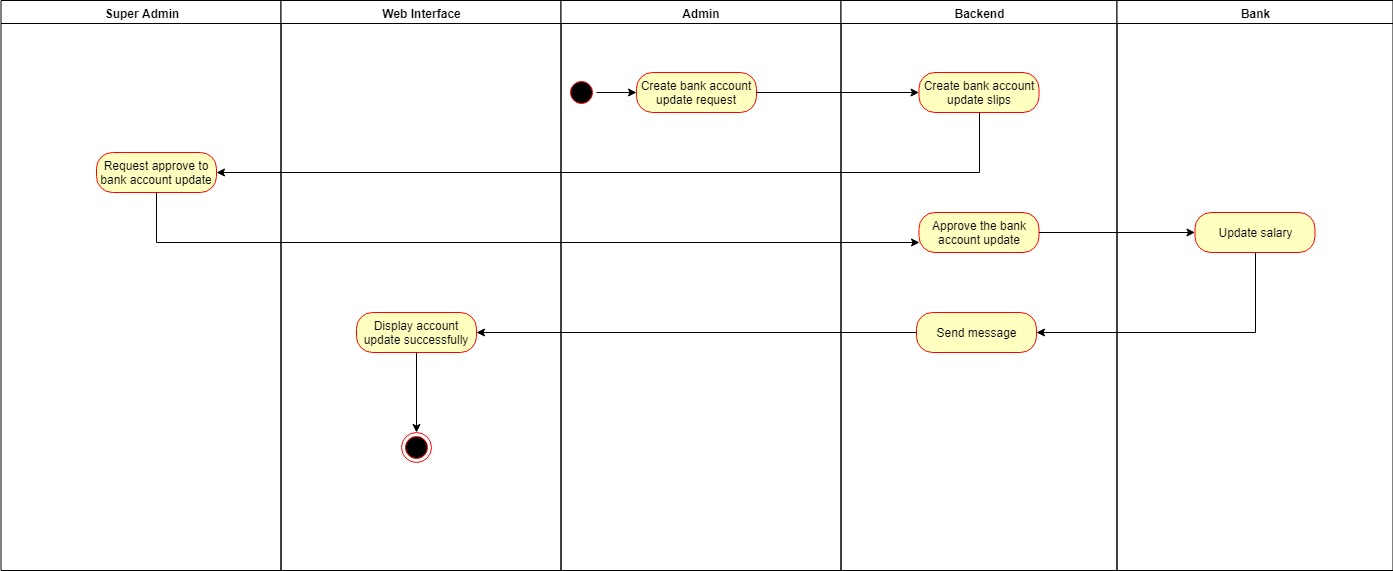 Super Admin
Web Interface
Admin
Backend
Bank
Create bank account
update request
Create bank account
update slips
Request approve to
bank account update
Approve the bank
account update
Update salary
Display account
update successfully
Send message